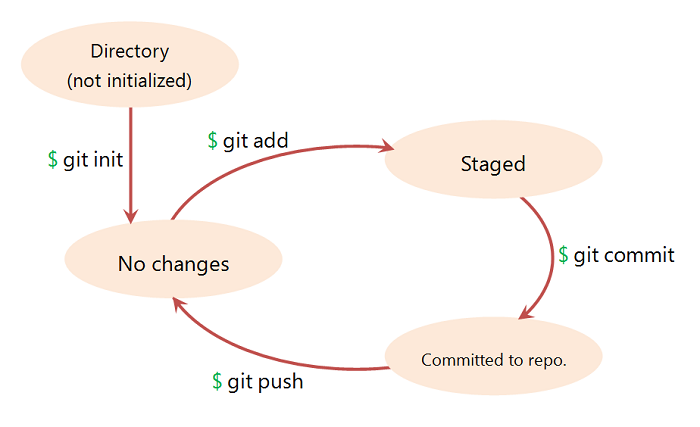 Directory
(not initialized)
$ git init
$ git add
Staged
No changes
$ git commit
Committed to repo.
$ git push